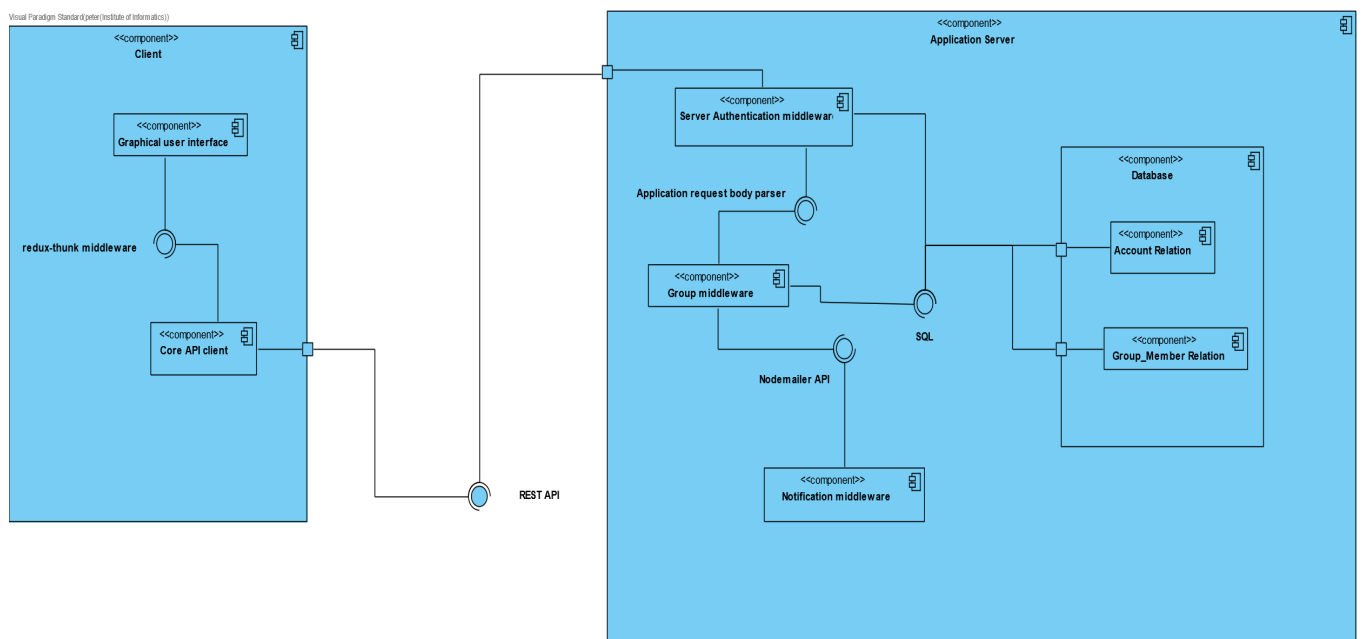 Visual Paradigm Standard(peter(Institute of Informatics))
<<component>>
Client
<<component>>
Graphical user interface
redux-thunk middleware
<<component>>
Core API client
REST API
<<component>>
Application Server
<<component>>
Server Authentication middleware
Application request body parser
<<component>>
Group middleware
SQL
Nodemailer API
<<component>>
Notification middleware
<<component>>
Database
<<component>>
Account Relation
<<component>>
Group_Member Relation